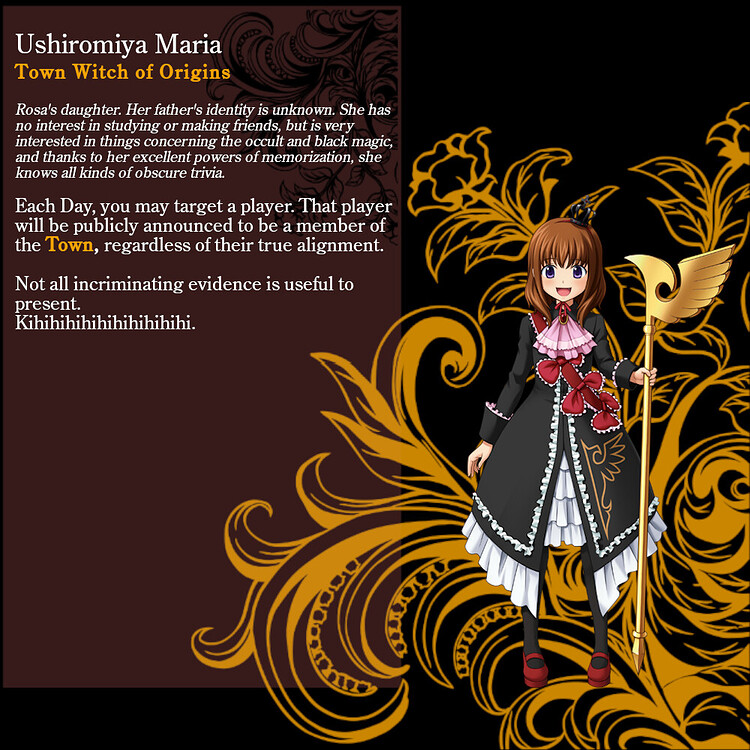 Ushiromiya Maria
Town Witch of Origins
Rosa's daughter. Her father's identity is unknown. She has
no interest in studying or making friends, but is very
interested in things concerning the occult and black magic,
and thanks to her excellent powers of memorization, she
knows all kinds of obscure trivia.
Each Day, you may target a player. That player
will be publicly announced to be a member of
the Town, regardless of their true alignment.
Not all incriminating evidence is useful to
present.
Kihihihihihihihihihihi.